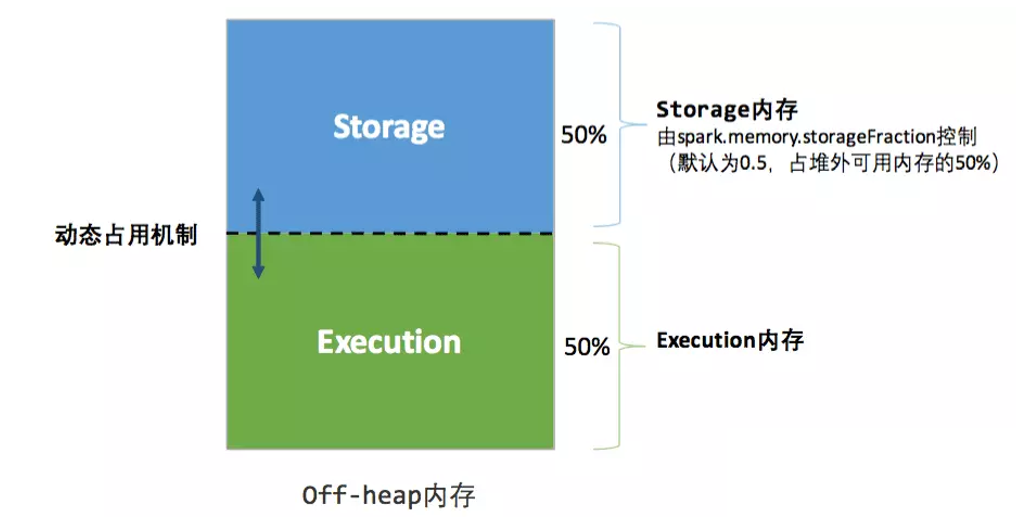 Storage
50%
Storage内存
由spark.memory.storageFraction控制
（默认为0.5，占堆外可用内存的50%）
动态占用机制
Execution
50%
Execution内存
Off-heap内存